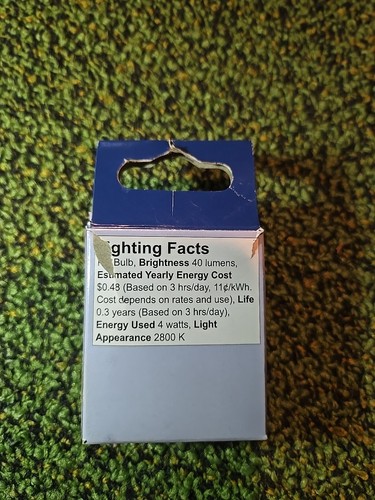 ighting Facts
Bulb, Brightness 40 lumens,
Estimated Yearly Energy Cost
$0.48 (Based on 3 hrs/day, 11¢/kWh.
Cost depends on rates and use), Life
0.3 years (Based on 3 hrs/day),
Energy Used 4 watts, Light
Appearance 2800 K